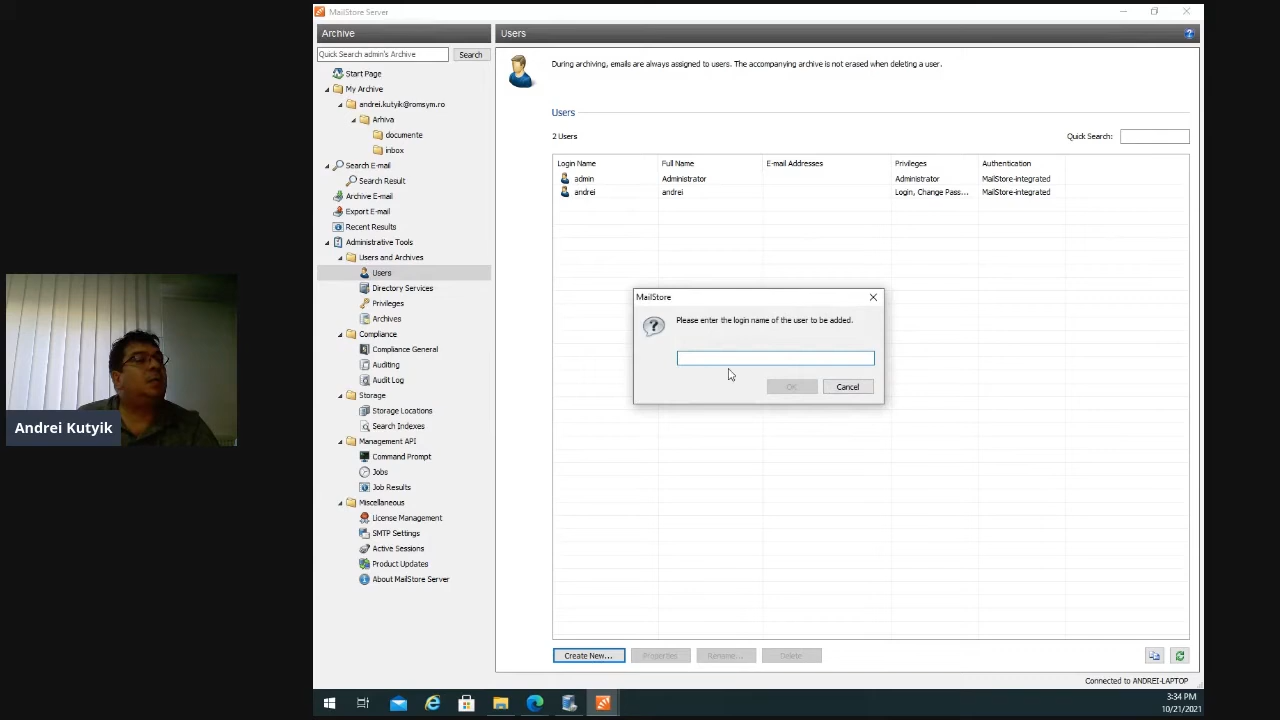 MailStore Server
Archive
Users
Quick Search admin's Archive
Search
Start Page
My Archive
andrei.kutyik@romsym.ro
Arhiva
documente
inbox
Search E-mail
Search Result
Archive E-mail
Export E-mail
Recent Results
Administrative Tools
Users and Archives
Users
Directory Services
Privileges
Archives
Compliance
Compliance General
Auditing
Audit Log
Storage
Storage Locations
Search Indexes
Management API
Command Prompt
Jobs
Job Results
Miscellaneous
License Management
SMTP Settings
Active Sessions
Product Updates
About MailStore Server
During archiving, emails are always assigned to users. The accompanying archive is not erased when deleting a user.
Users
2 Users
Quick Search:
Login Name Full Name E-mail Addresses Privileges Authentication
admin Administrator Administrator MailStore-integrated
andrei andrei Login, Change Pass... MailStore-integrated
MailStore
Please enter the login name of the user to be added.
OK Cancel
Create New... Properties Rename... Delete
Connected to ANDREI-LAPTOP
3:34 PM
10/21/2021
Andrei Kutyik